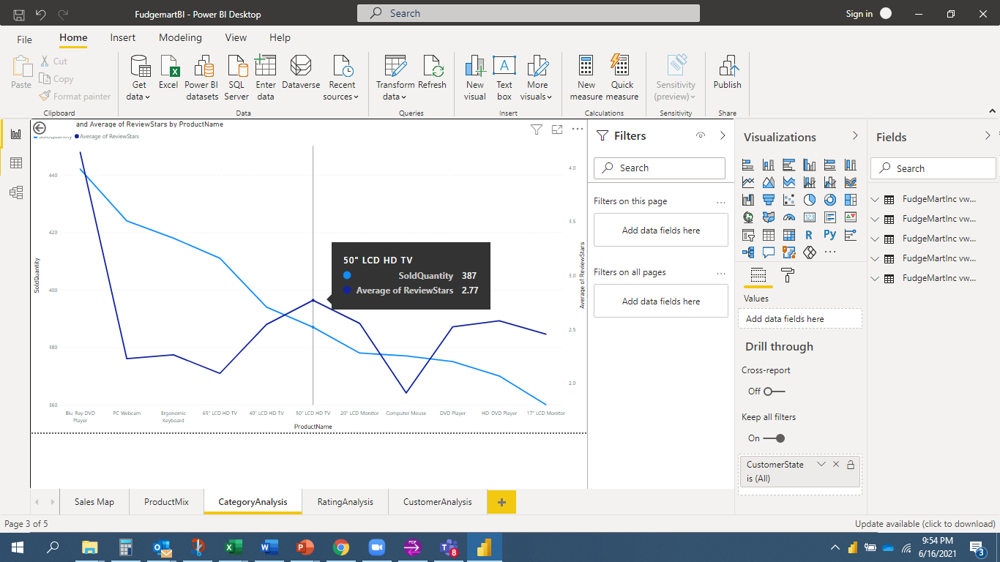 FudgemartBI - Power BI Desktop
Search
Sign in
File
Home
Insert
Modeling
View
Help
Paste
Cut
Copy
Format painter
Clipboard
Get
data
Excel
Power BI
datasets
SQL
Server
Enter
data
Dataverse
Recent
sources
Data
Transform
data
Refresh
Queries
New
visual
Text
box
More
visuals
Insert
New
measure
Quick
measure
Calculations
Sensitivity
(preview)
Sensitivity
Publish
Share
and Average of ReviewStars by ProductName
SoldQuantity
Average of ReviewStars
SoldQuantity
440
420
400
380
360
4.0
3.5
3.0
2.5
2.0
Average of ReviewStars
50" LCD HD TV
SoldQuantity 387
Average of ReviewStars 2.77
Blu-Ray DVD
Player
PC Webcam
Ergonomic
Keyboard
65" LCD HD TV
40" LCD HD TV
50" LCD HD TV
20" LCD Monitor
Computer Mouse
DVD Player
HD DVD Player
17" LCD Monitor
ProductName
Filters
Search
Filters on this page
Add data fields here
Filters on all pages
Add data fields here
Visualizations
123
R
Py
Values
Add data fields here
Drill through
Cross-report
Off
Keep all filters
On
CustomerState
is (All)
Fields
Search
FudgeMartInc vw...
FudgeMartInc vw...
FudgeMartInc vw...
FudgeMartInc vw...
FudgeMartInc vw...
Sales Map
ProductMix
CategoryAnalysis
RatingAnalysis
CustomerAnalysis
Page 3 of 5
Update available (click to download)
PDF
8
9:54 PM
6/16/2021
3